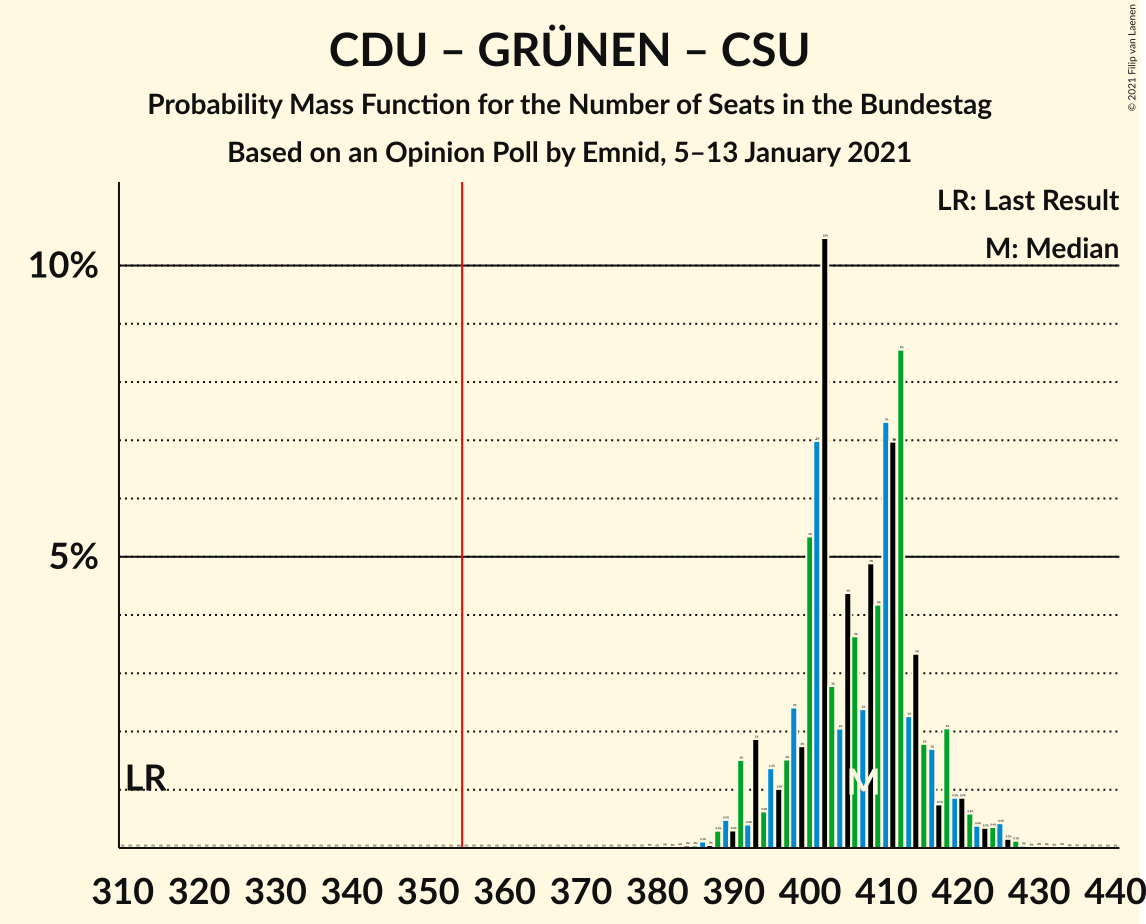 CDU – GRÜNEN – CSU
Probability Mass Function for the Number of Seats in the Bundestag
Based on an Opinion Poll by Emnid, 5–13 January 2021
© 2021 Filip van Laenen
LR: Last Result
M: Median
10%
5%
LR
M
310 320 330 340 350 360 370 380 390 400 410 420 430 440